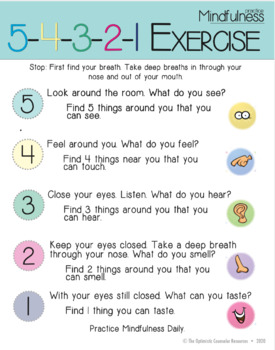 practice
Mindfulness
5-4-3-2-1 EXERCISE
Stop: First find your breath. Take deep breaths in through your
nose and out of your mouth.
5
Look around the room. What do you see?
Find 5 things around you that you
can see.
4
Feel around you. What do you feel?
Find 4 things near you that you
can touch.
3
Close your eyes. Listen. What do you hear?
Find 3 things around you that you
can hear.
2
Keep your eyes closed. Take a deep breath
through your nose. What do you smell?
Find 2 things around you that you
can smell.
1
With your eyes still closed. What can you taste?
Find 1 thing you can taste.
Practice Mindfulness Daily.
© The Optimistic Counselor Resources • 2020